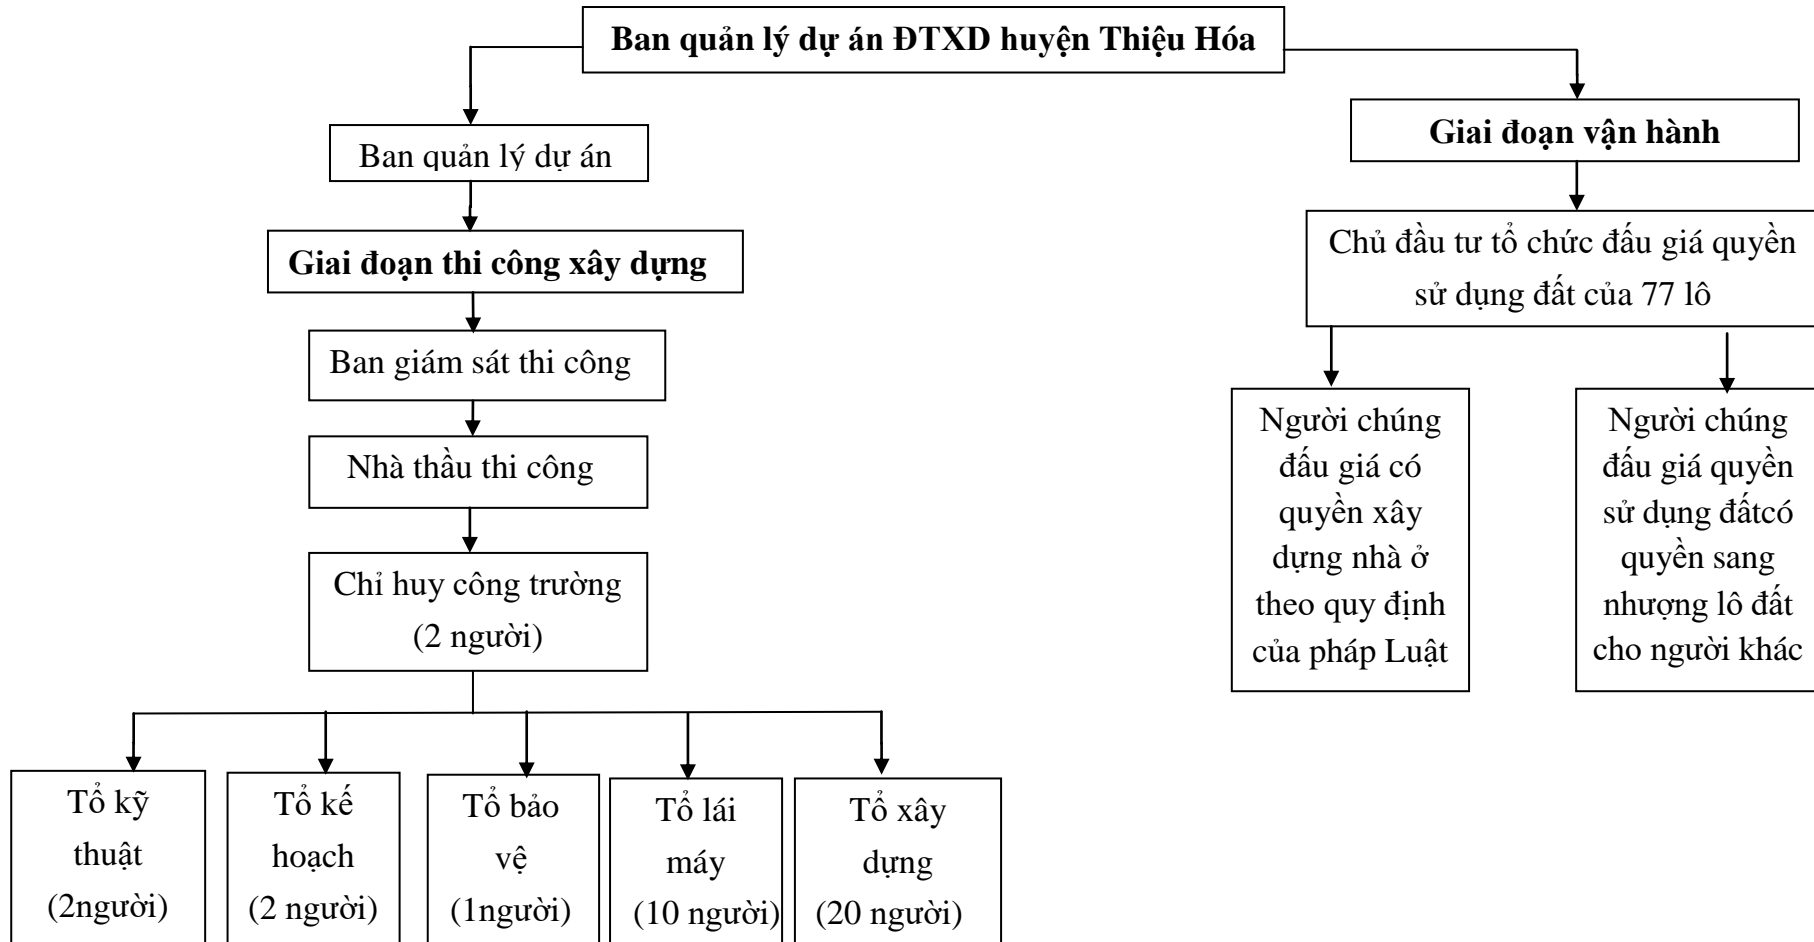 Ban quản lý dự án ĐTXD huyện Thiệu Hóa
Ban quản lý dự án
Giai đoạn thi công xây dựng
Ban giám sát thi công
Nhà thầu thi công
Chỉ huy công trường
(2 người)
Tổ kỹ
thuật
(2người)
Tổ kế
hoạch
(2 người)
Tổ bảo
vệ
(1người)
Tổ lái
máy
(10 người)
Tổ xây
dựng
(20 người)
Giai đoạn vận hành
Chủ đầu tư tổ chức đấu giá quyền
sử dụng đất của 77 lô
Người chúng
đấu giá có
quyền xây
dựng nhà ở
theo quy định
của pháp Luật
Người chúng
đấu giá quyền
sử dụng đấtcó
quyền sang
nhượng lô đất
cho người khác